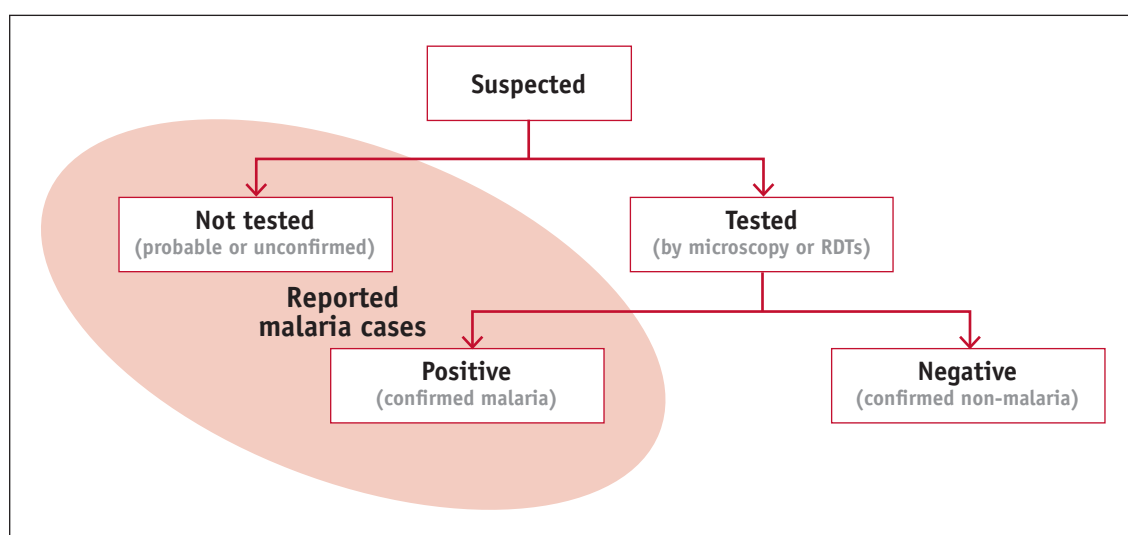 Suspected
Not tested
(probable or unconfirmed)
Tested
(by microscopy or RDTs)
Reported
malaria cases
Positive
(confirmed malaria)
Negative
(confirmed non-malaria)